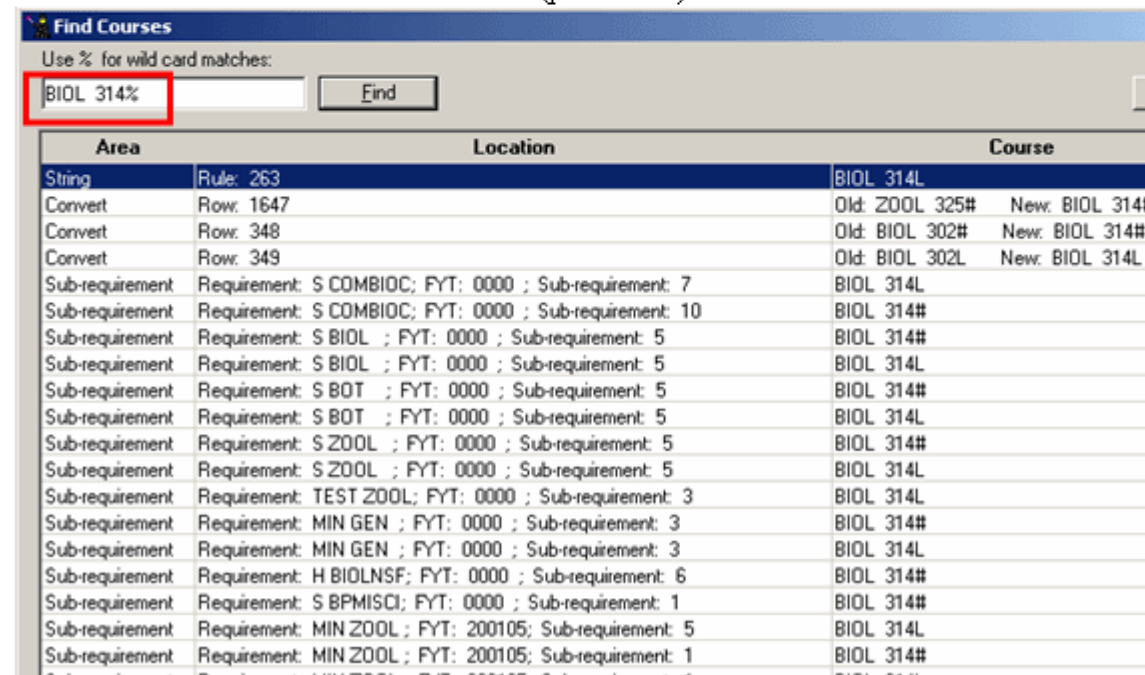 Find Courses
Use % for wild card matches:
BIOL 314%
Find
Area Location Course
String Rule: 263 BIOL 314L
Convert Row: 1647 Old: ZOOL 325# New: BIOL 314#
Convert Row: 348 Old: BIOL 302# New: BIOL 314#
Convert Row: 349 Old: BIOL 302L New: BIOL 314L
Sub-requirement Requirement: S COMBIOC; FYT: 0000 ; Sub-requirement: 7 BIOL 314L
Sub-requirement Requirement: S COMBIOC; FYT: 0000 ; Sub-requirement: 10 BIOL 314#
Sub-requirement Requirement: S BIOL ; FYT: 0000 ; Sub-requirement: 5 BIOL 314#
Sub-requirement Requirement: S BIOL ; FYT: 0000 ; Sub-requirement: 5 BIOL 314L
Sub-requirement Requirement: S BOT ; FYT: 0000 ; Sub-requirement: 5 BIOL 314#
Sub-requirement Requirement: S BOT ; FYT: 0000 ; Sub-requirement: 5 BIOL 314L
Sub-requirement Requirement: S ZOOL ; FYT: 0000 ; Sub-requirement: 5 BIOL 314#
Sub-requirement Requirement: S ZOOL ; FYT: 0000 ; Sub-requirement: 5 BIOL 314L
Sub-requirement Requirement: TEST ZOOL; FYT: 0000 ; Sub-requirement: 3 BIOL 314L
Sub-requirement Requirement: MIN GEN ; FYT: 0000 ; Sub-requirement: 3 BIOL 314#
Sub-requirement Requirement: MIN GEN ; FYT: 0000 ; Sub-requirement: 3 BIOL 314L
Sub-requirement Requirement: H BIOLNSF; FYT: 0000 ; Sub-requirement: 6 BIOL 314#
Sub-requirement Requirement: S BPMISCI; FYT: 0000 ; Sub-requirement: 1 BIOL 314#
Sub-requirement Requirement: MIN ZOOL ; FYT: 200105; Sub-requirement: 5 BIOL 314L
Sub-requirement Requirement: MIN ZOOL ; FYT: 200105; Sub-requirement: 1 BIOL 314#